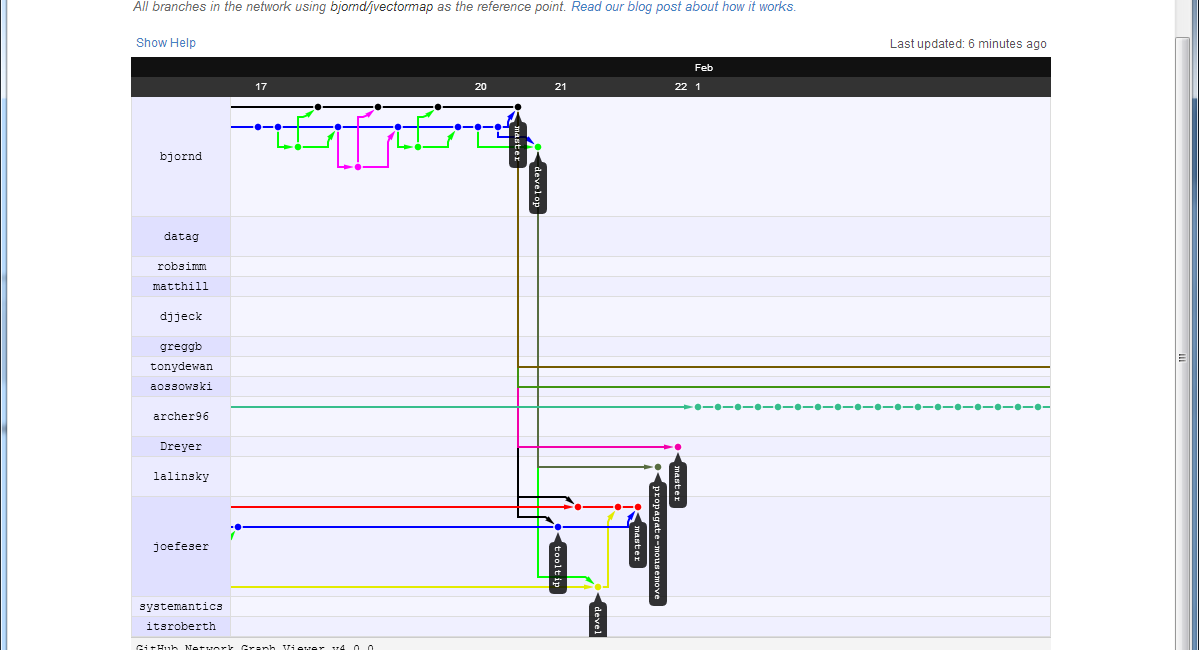 All branches in the network using bjornd/jvectormap as the reference point. Read our blog post about how it works.
Show Help
Last updated: 6 minutes ago
Feb
17 20 21 22 1
bjornd
master
develop
datag
robsimm
matthill
djjeck
greggb
tonydewan
aossowski
archer96
Dreyer
master
lalinsky
propagate-mousemove
joefeser
master
tooltip
devel
systematics
itsroberth
GitHub Network Graph Viewer v4.0.0